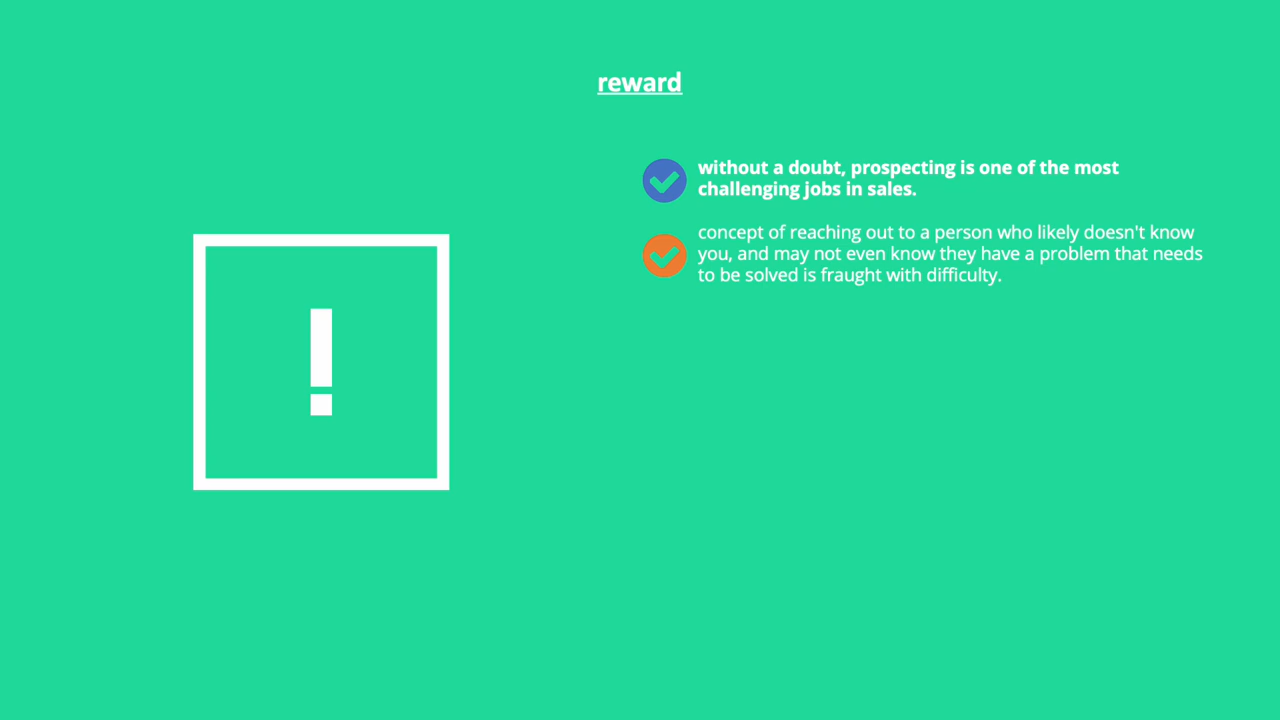 reward
without a doubt, prospecting is one of the most
challenging jobs in sales.
concept of reaching out to a person who likely doesn't know
you, and may not even know they have a problem that needs
to be solved is fraught with difficulty.
!